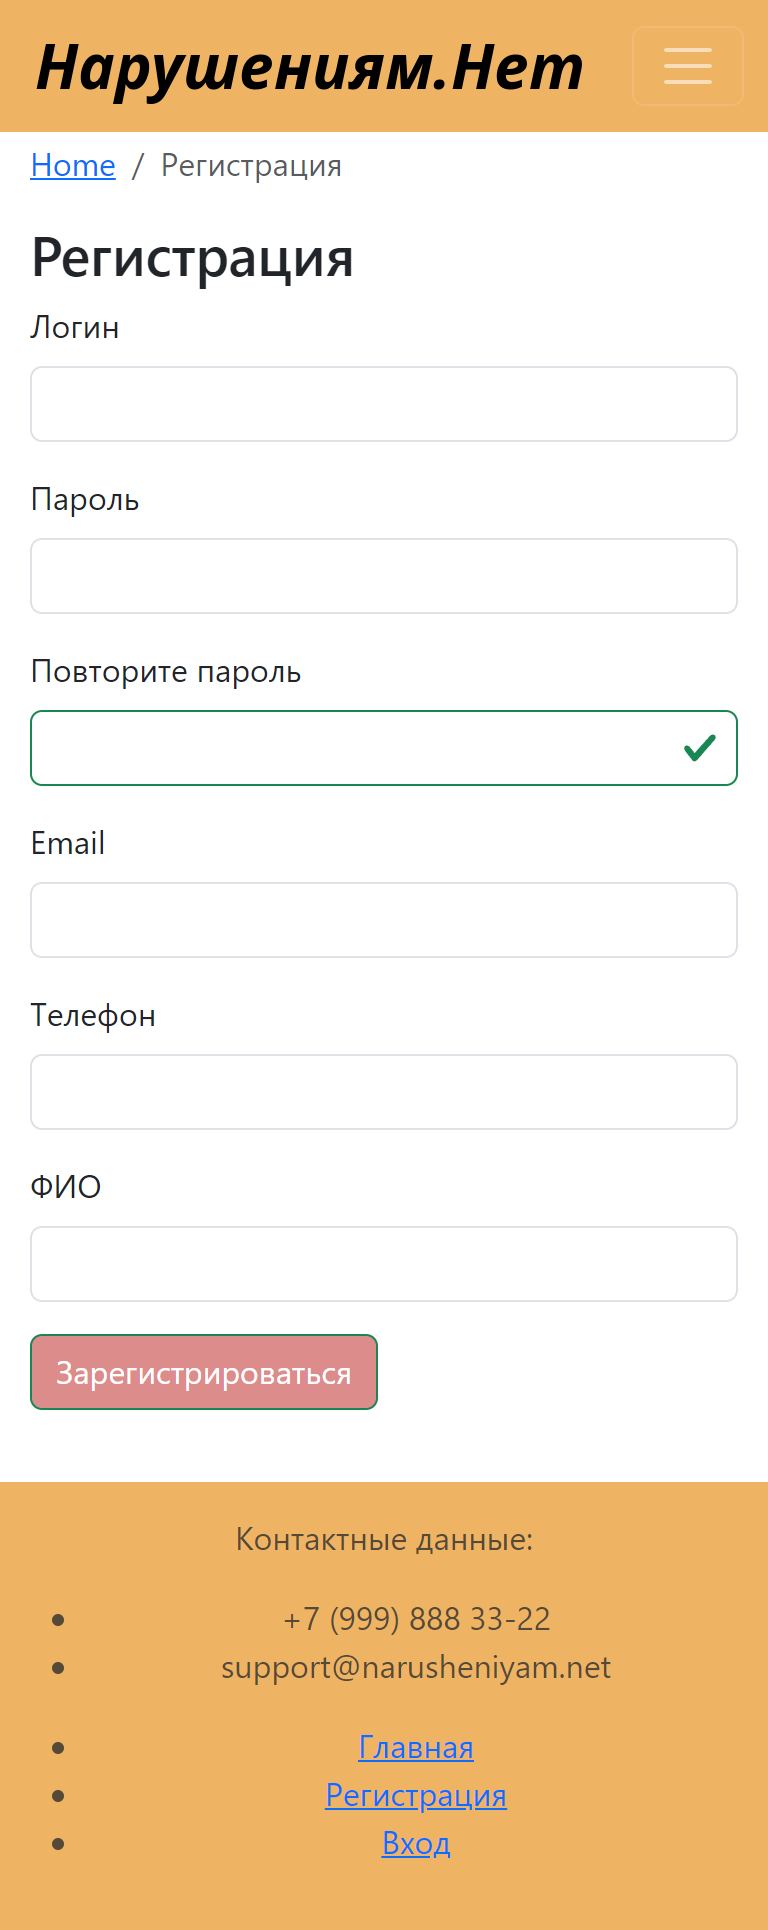 Нарушениям.Нет
Home / Регистрация
Регистрация
Логин
Пароль
Повторите пароль
Email
Телефон
ФИО
Зарегистрироваться
Контактные данные:
+7 (999) 888 33-22
support@narusheniyam.net
Главная
Регистрация
Вход